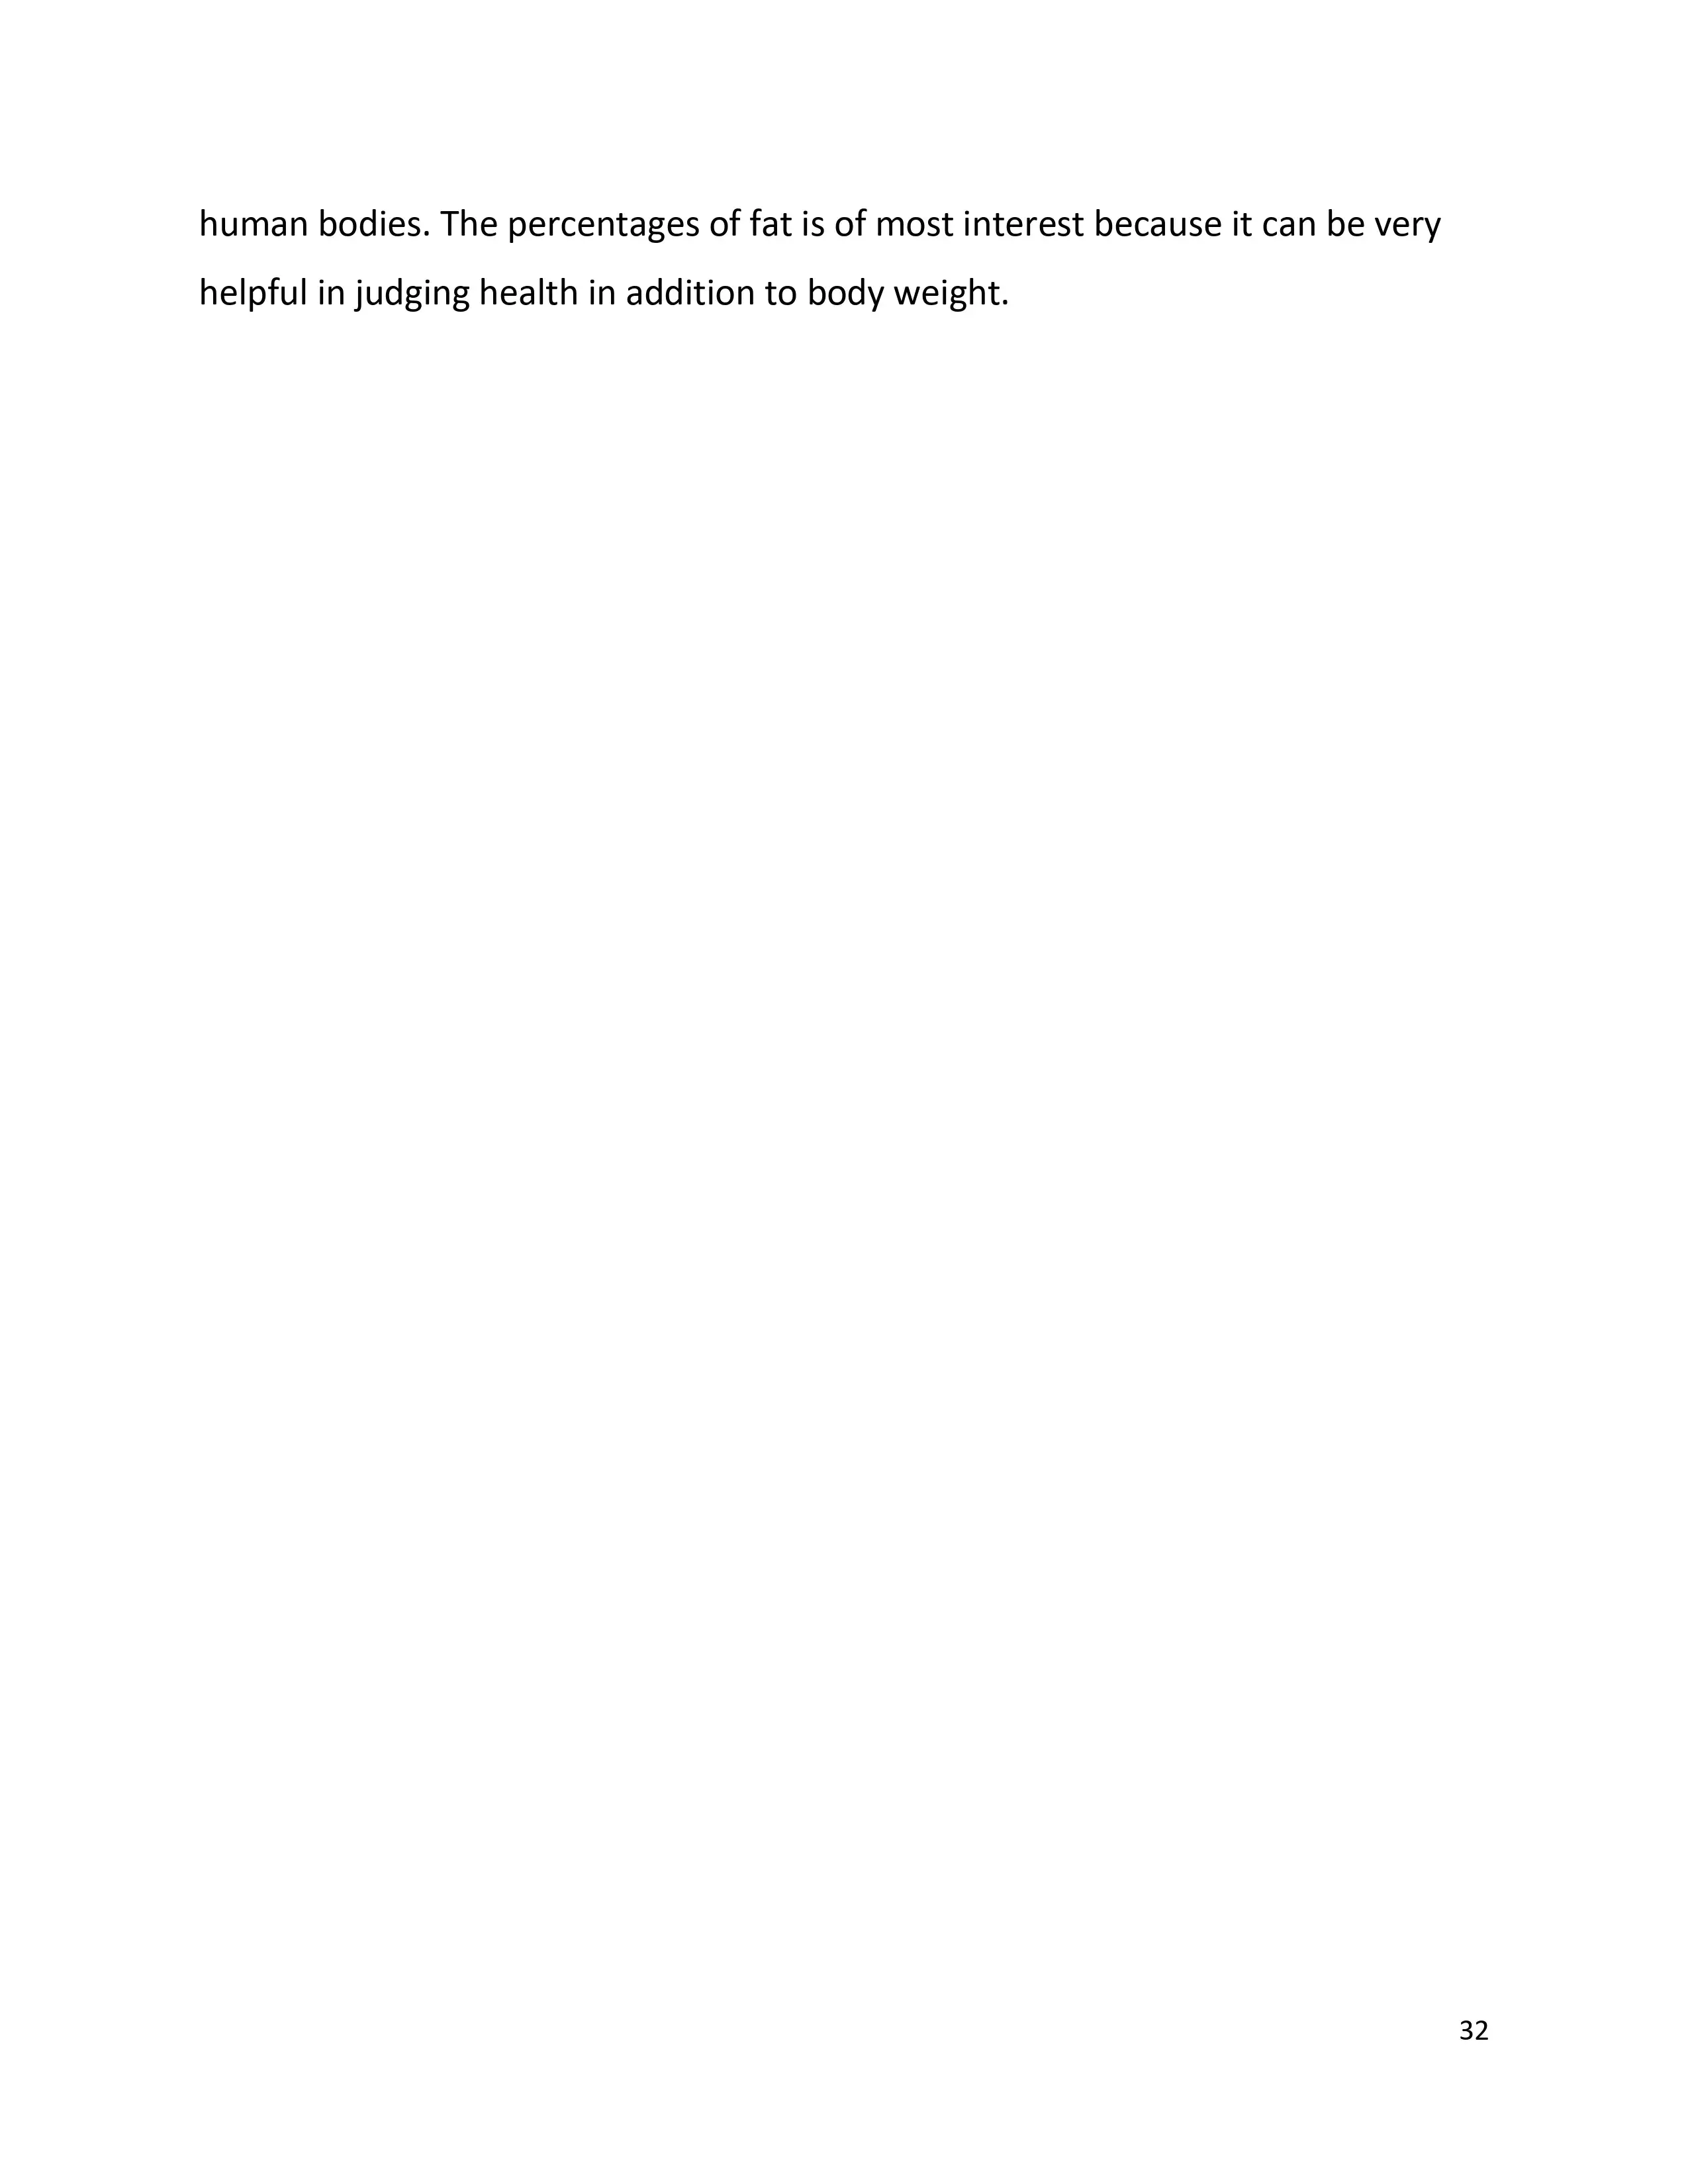 human bodies. The percentages of fat is of most interest because it can be very
helpful in judging health in addition to body weight.
32